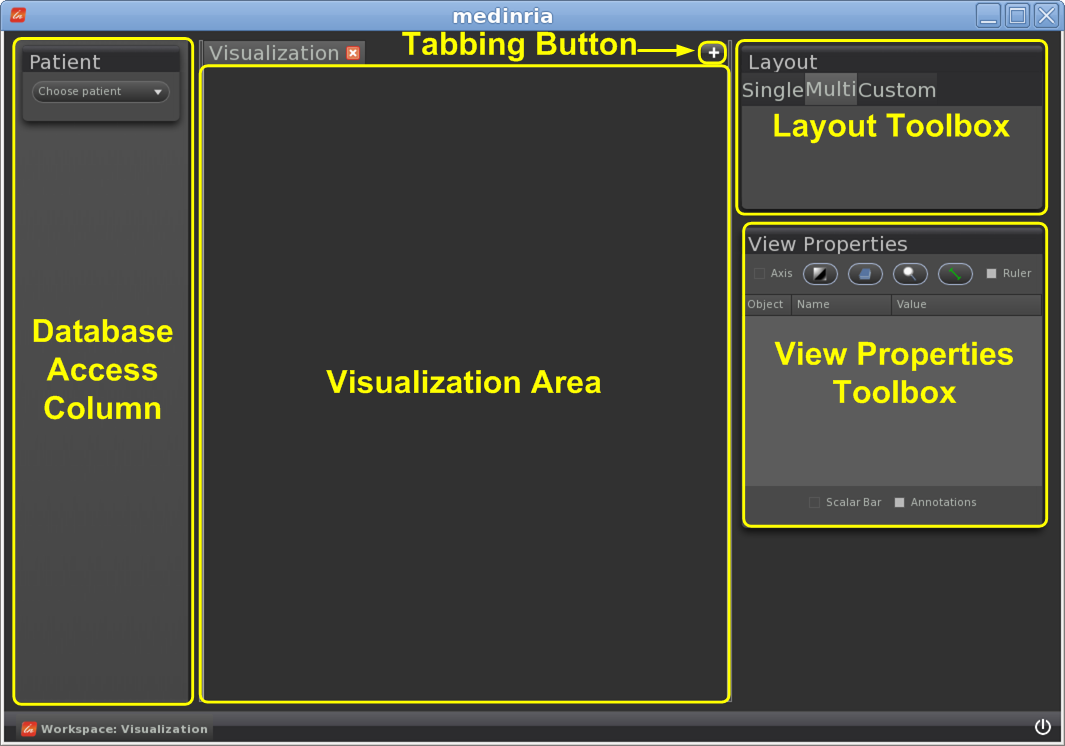 medinria
Patient
Choose patient
Database
Access
Column
Visualization
Tabbing Button
+
Visualization Area
Layout
Single Multi Custom
Layout Toolbox
View Properties
Axis Ruler
Object Name Value
View Properties
Toolbox
Scalar Bar Annotations
Workspace: Visualization